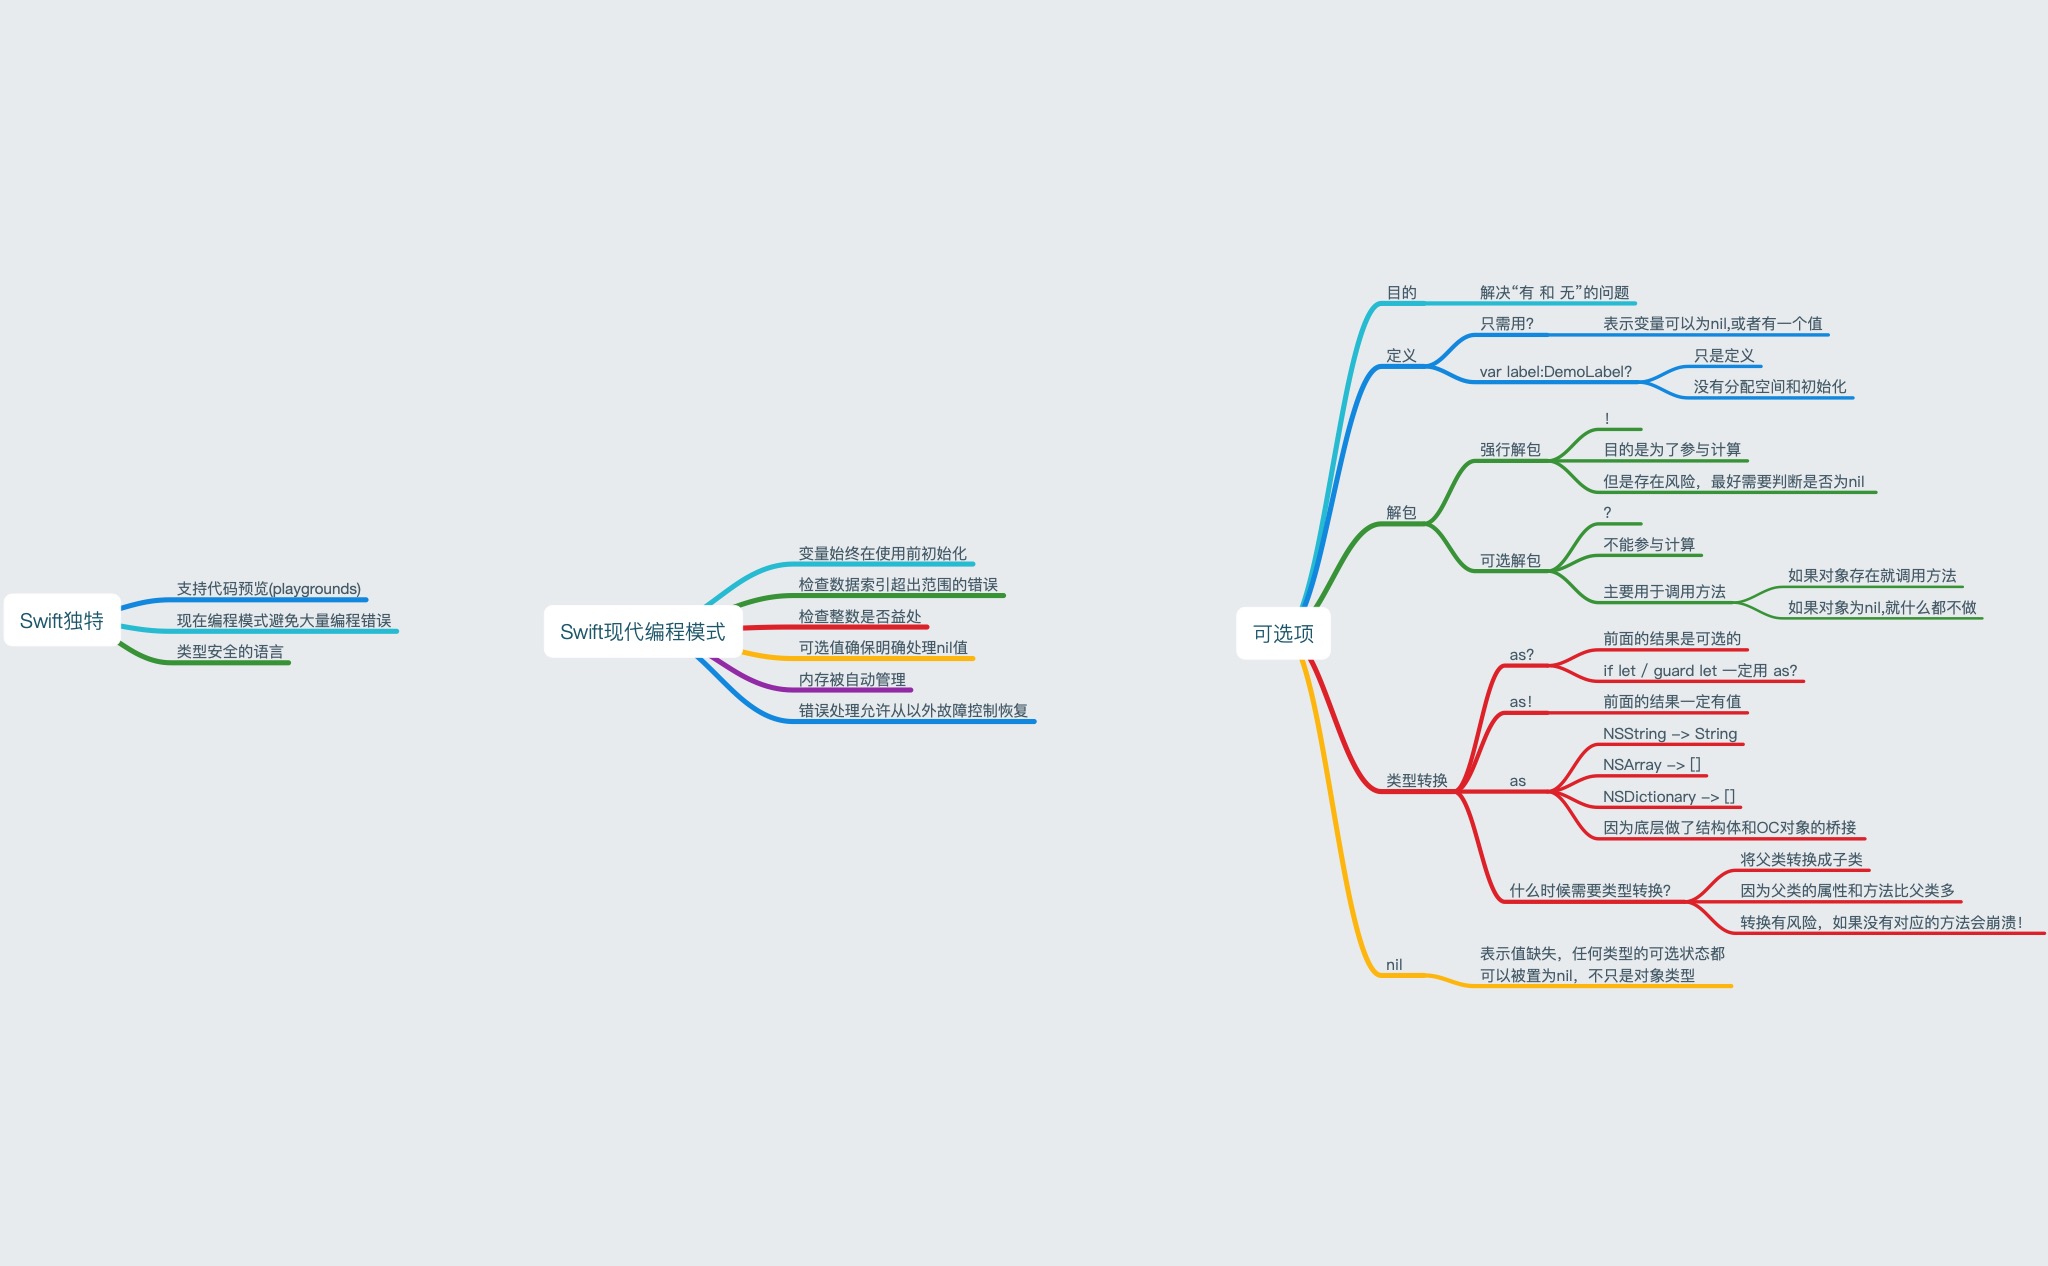 Swift独特
支持代码预览(playgrounds)
现在编程模式避免大量编程错误
类型安全的语言
Swift现代编程模式
变量始终在使用前初始化
检查数据索引超出范围的错误
检查整数是否益处
可选值确保明确处理nil值
内存被自动管理
错误处理允许从以外故障控制恢复
可选项
目的
解决“有 和 无”的问题
定义
只需用?
表示变量可以为nil,或者有一个值
var label:DemoLabel?
只是定义
没有分配空间和初始化
解包
强行解包
!
目的是为了参与计算
但是存在风险，最好需要判断是否为nil
可选解包
?
不能参与计算
主要用于调用方法
如果对象存在就调用方法
如果对象为nil,就什么都不做
类型转换
as?
前面的结果是可选的
if let / guard let 一定用 as?
as!
前面的结果一定有值
as
NSString -> String
NSArray -> []
NSDictionary -> []
因为底层做了结构体和OC对象的桥接
什么时候需要类型转换?
将父类转换成子类
因为父类的属性和方法比父类多
转换有风险，如果没有对应的方法会崩溃!
nil
表示值缺失，任何类型的可选状态都
可以被置为nil，不只是对象类型